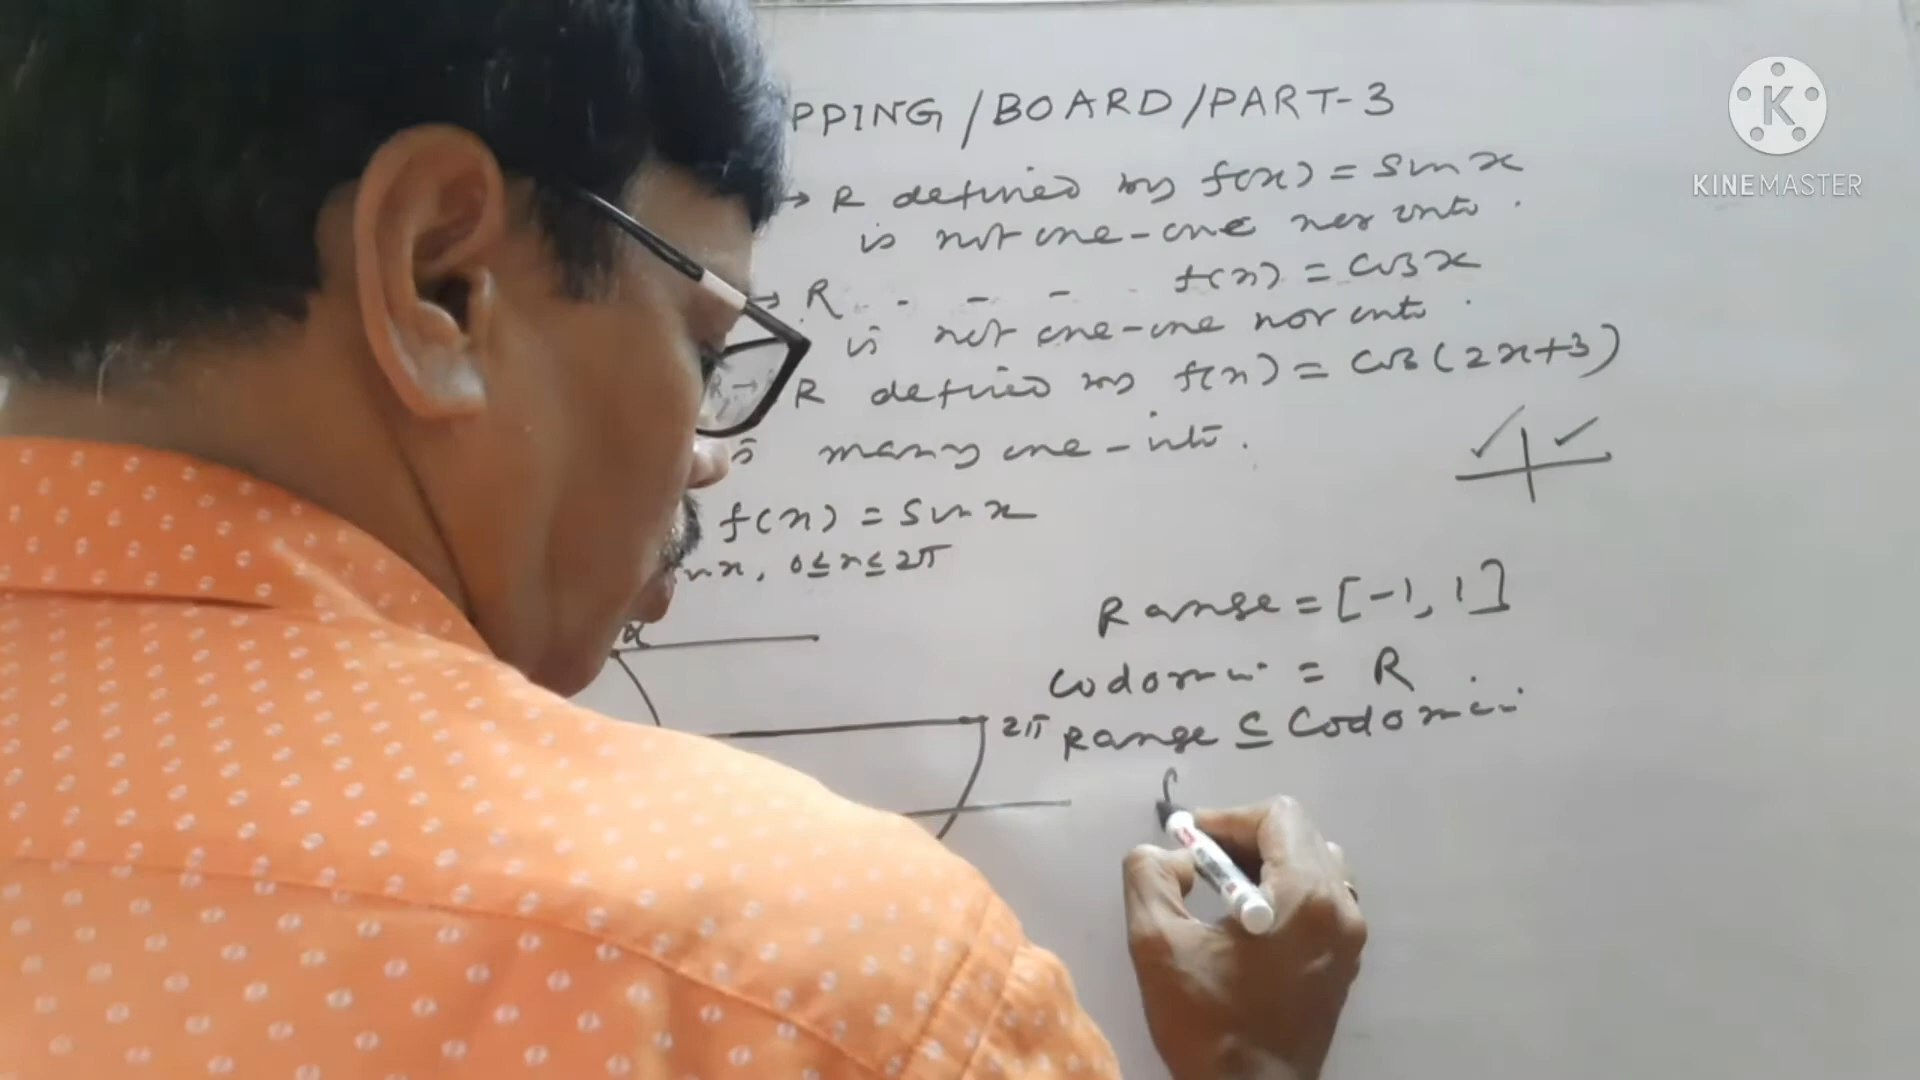 PPING / BOARD / PART-3
→ R defined by f(x) = sin x
is not one-one nor onto.
→ R - - - f(x) = cos x
is not one-one nor onto.
R → R defined by f(x) = cos(2x+3)
is many one-into.
f(x) = sin x
x, 0≤x≤2π
Range = [-1, 1]
α
codomain = R
2π
Range ⊆ Codomain
KINEMASTER